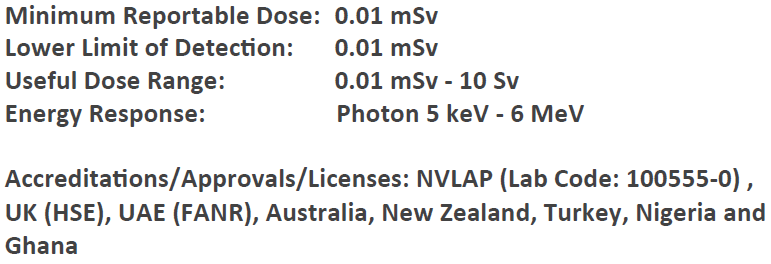 Minimum Reportable Dose: 0.01 mSv
Lower Limit of Detection: 0.01 mSv
Useful Dose Range: 0.01 mSv - 10 Sv
Energy Response: Photon 5 keV - 6 MeV
Accreditations/Approvals/Licenses: NVLAP (Lab Code: 100555-0) ,
UK (HSE), UAE (FANR), Australia, New Zealand, Turkey, Nigeria and
Ghana